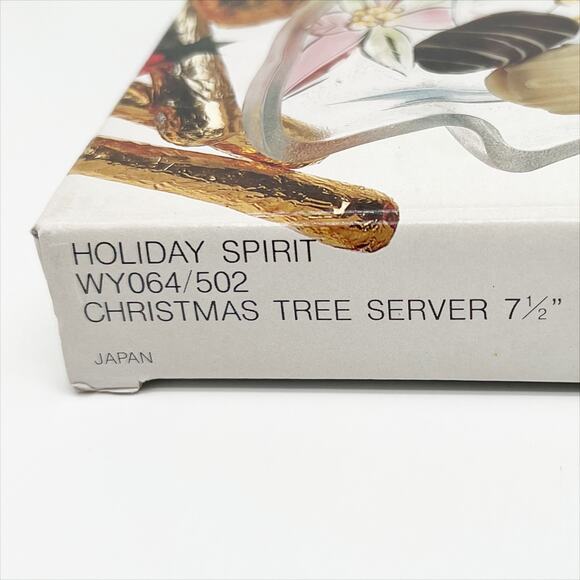 HOLIDAY SPIRIT
WY064/502
CHRISTMAS TREE SERVER 7½"
JAPAN